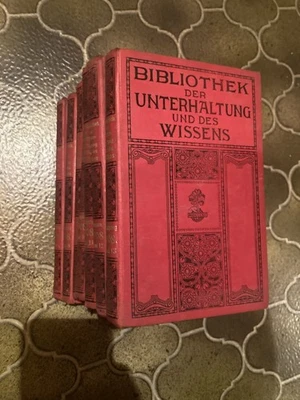 BIBLIOTHEK
DER
UNTERHALTUNG
UND DES
WISSENS